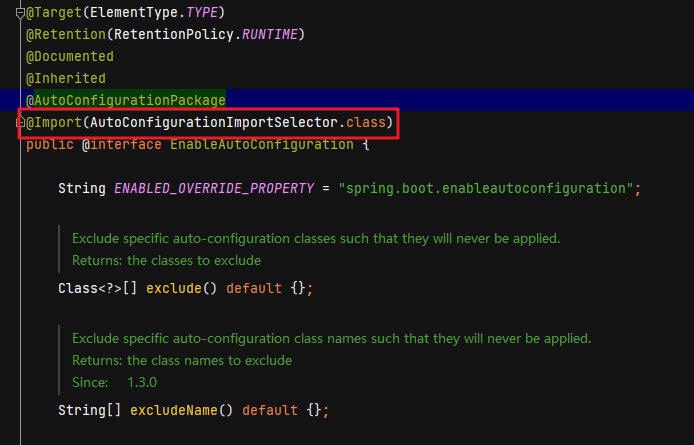 @Target(ElementType.TYPE)
@Retention(RetentionPolicy.RUNTIME)
@Documented
@Inherited
@AutoConfigurationPackage
@Import(AutoConfigurationImportSelector.class)
public @interface EnableAutoConfiguration {
String ENABLED_OVERRIDE_PROPERTY = "spring.boot.enableautoconfiguration";
Exclude specific auto-configuration classes such that they will never be applied.
Returns: the classes to exclude
Class<?>[] exclude() default {};
Exclude specific auto-configuration class names such that they will never be applied.
Returns: the class names to exclude
Since: 1.3.0
String[] excludeName() default {};